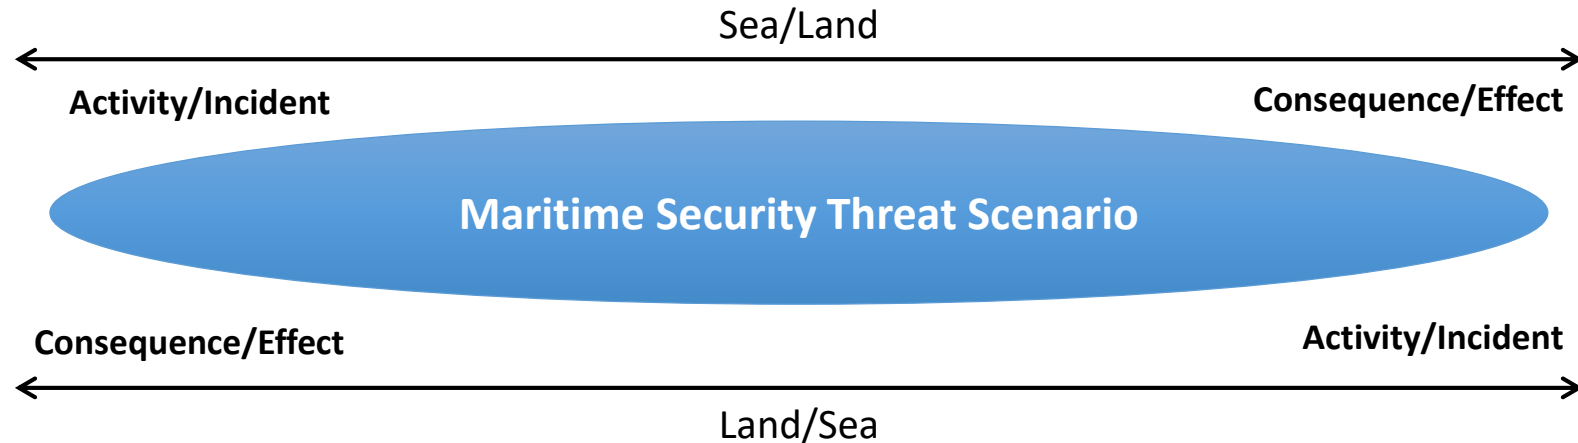 Sea/Land
Activity/Incident
Consequence/Effect
Maritime Security Threat Scenario
Consequence/Effect
Activity/Incident
Land/Sea